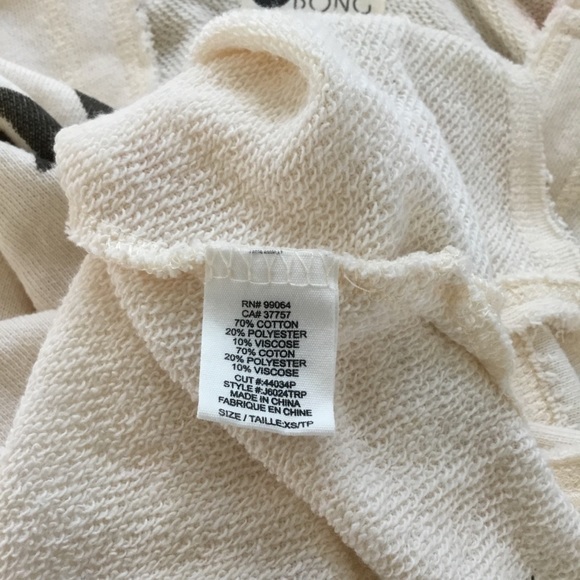 BONG
RN# 99064
CA# 37757
70% COTTON
20% POLYESTER
10% VISCOSE
70% COTON
20% POLYESTER
10% VISCOSE
CUT #:44034P
STYLE #:J6024TRP
MADE IN CHINA
FABRIQUE EN CHINE
SIZE / TAILLE:XS/TP